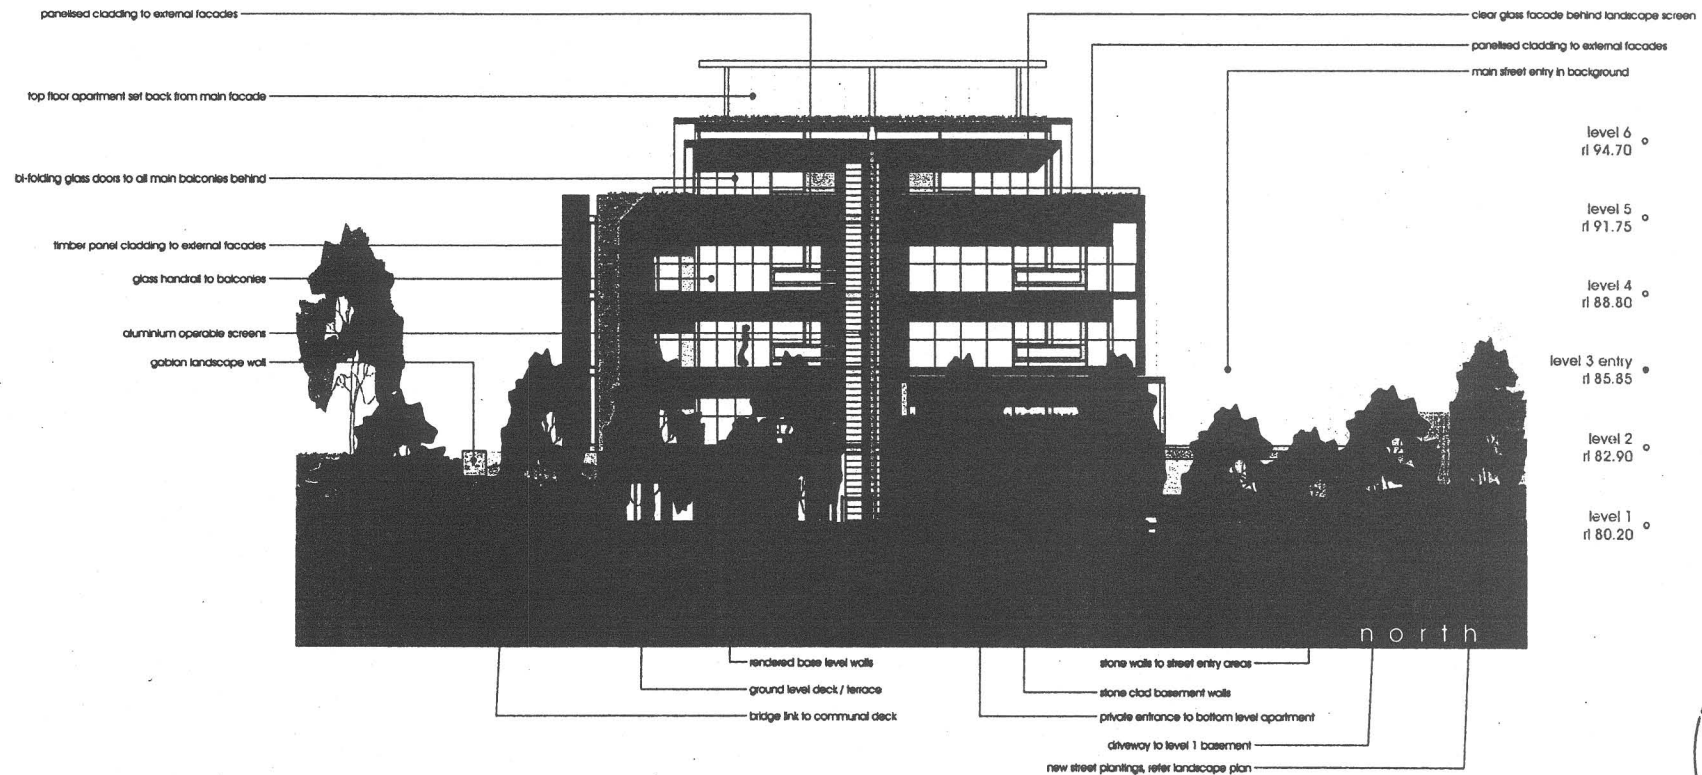 panelised cladding to external facades
top floor apartment set back from main facade
bi-folding glass doors to all main balconies behind
timber panel cladding to external facades
glass handrail to balconies
aluminium operable screens
gabian landscape wall
clear glass facade behind landscape screen
panelised cladding to external facades
main street entry in background
level 6
rl 94.70
level 5
rl 91.75
level 4
rl 88.80
level 3 entry
rl 85.85
level 2
rl 82.90
level 1
rl 80.20
north
rendered base level walls
ground level deck / terrace
bridge link to communal deck
stone walls to street entry areas
stone clad basement walls
private entrance to bottom level apartment
driveway to level 1 basement
new street plantings, refer landscape plan